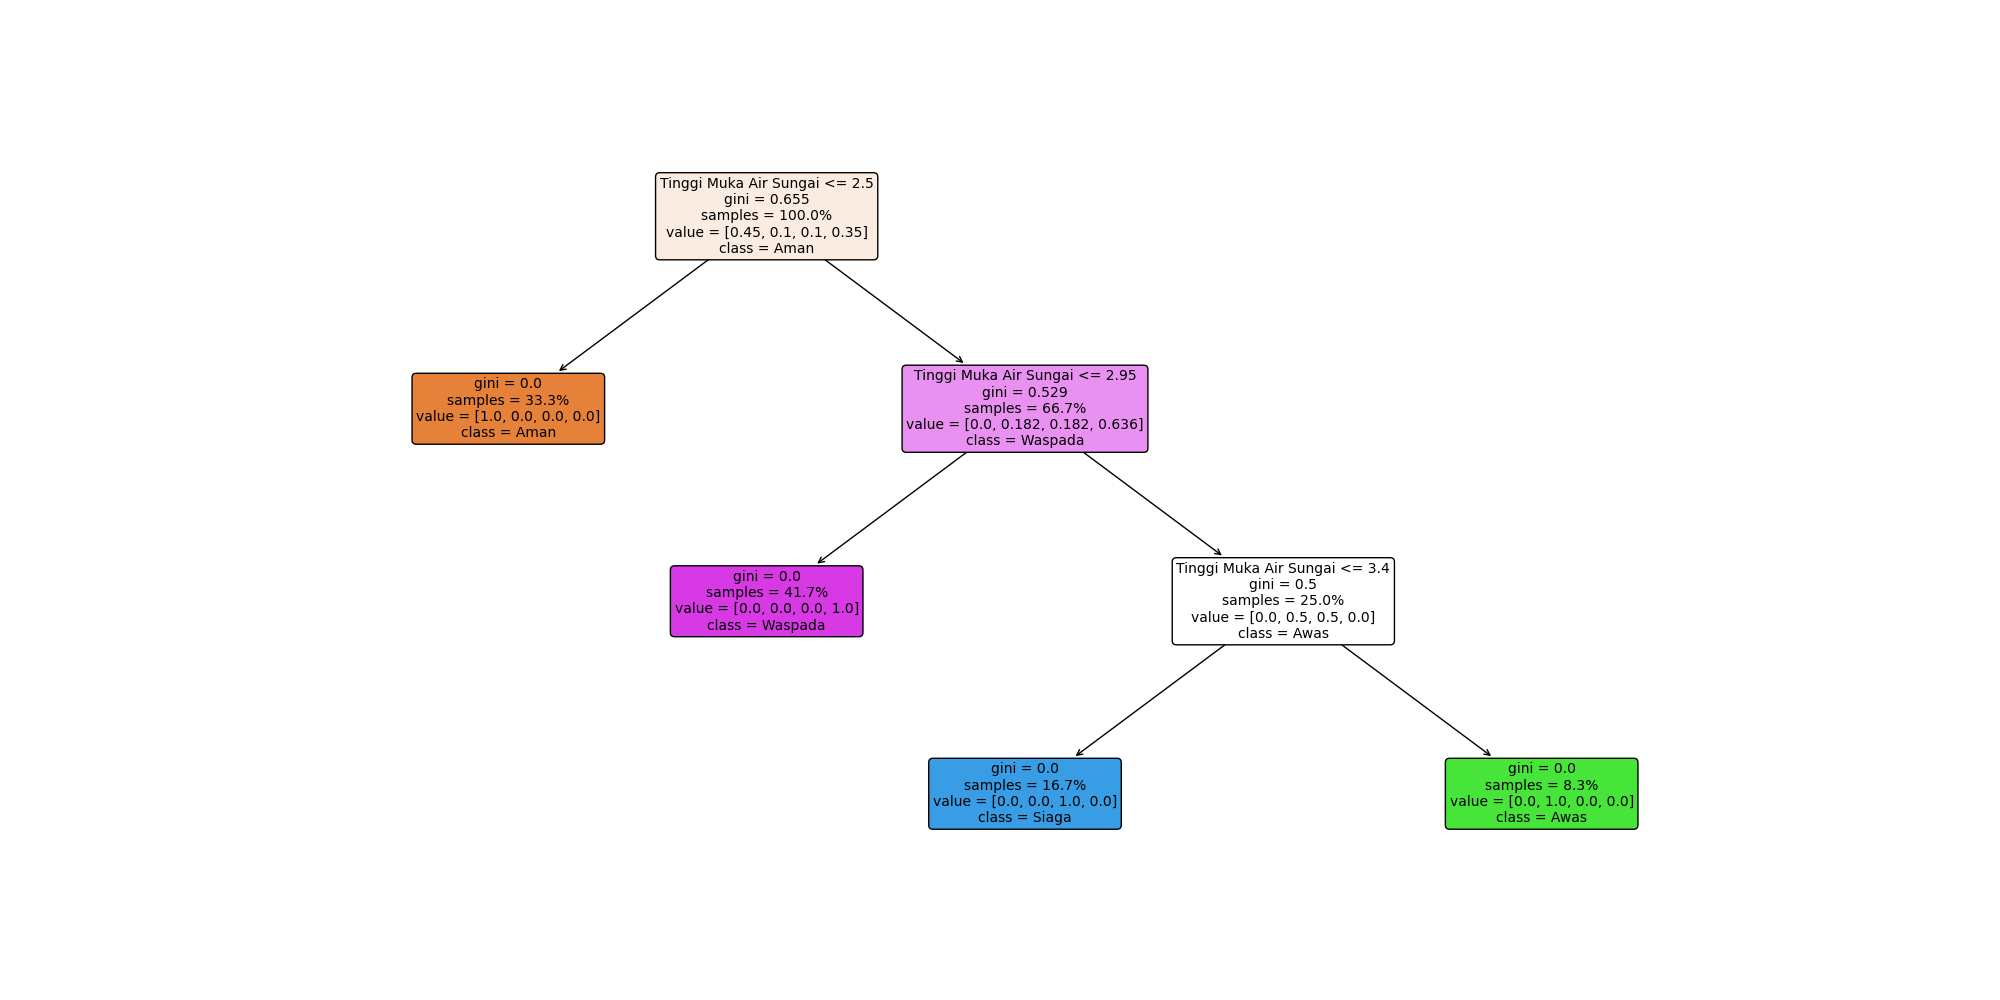 Tinggi Muka Air Sungai <= 2.5
gini = 0.655
samples = 100.0%
value = [0.45, 0.1, 0.1, 0.35]
class = Aman
gini = 0.0
samples = 33.3%
value = [1.0, 0.0, 0.0, 0.0]
class = Aman
Tinggi Muka Air Sungai <= 2.95
gini = 0.529
samples = 66.7%
value = [0.0, 0.182, 0.182, 0.636]
class = Waspada
gini = 0.0
samples = 41.7%
value = [0.0, 0.0, 0.0, 1.0]
class = Waspada
Tinggi Muka Air Sungai <= 3.4
gini = 0.5
samples = 25.0%
value = [0.0, 0.5, 0.5, 0.0]
class = Awas
gini = 0.0
samples = 16.7%
value = [0.0, 0.0, 1.0, 0.0]
class = Siaga
gini = 0.0
samples = 8.3%
value = [0.0, 1.0, 0.0, 0.0]
class = Awas